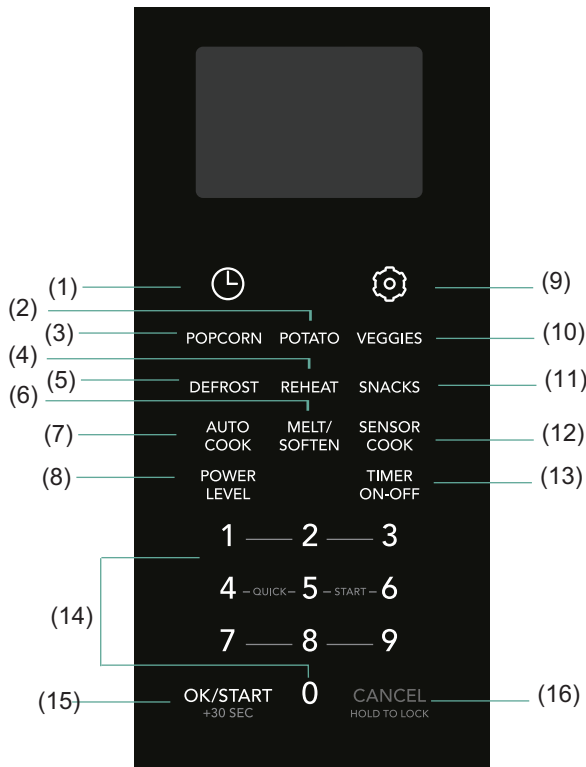 (1)
(9)
(2)
(3) POPCORN POTATO VEGGIES (10)
(4)
(5) DEFROST REHEAT SNACKS (11)
(6)
(7) AUTO COOK MELT/ SOFTEN SENSOR COOK (12)
(8) POWER LEVEL TIMER ON-OFF (13)
1 2 3
4 QUICK 5 START 6
(14)
7 8 9
(15) OK/START 0 CANCEL (16)
+30 SEC HOLD TO LOCK